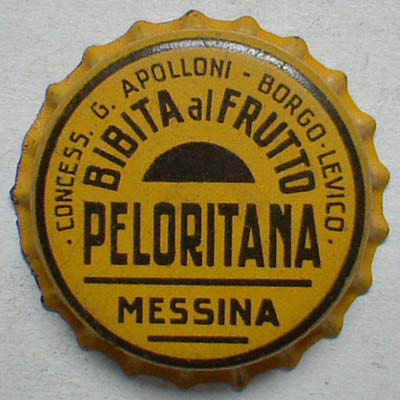 · CONCESS. G. APOLLONI - BORGO·LEVICO ·
BIBITA al FRUTTO
PELORITANA
MESSINA